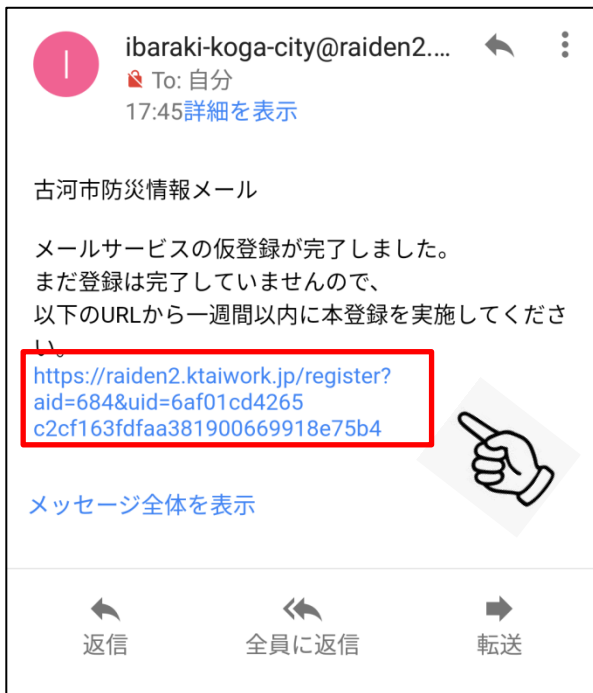 I
ibaraki-koga-city@raiden2....
To: 自分
17:45詳細を表示
古河市防災情報メール
メールサービスの仮登録が完了しました。
まだ登録は完了していませんので、
以下のURLから一週間以内に本登録を実施してくださ
い。
https://raiden2.ktaiwork.jp/register?
aid=684&uid=6af01cd4265
c2cf163fdfaa381900669918e75b4
メッセージ全体を表示
返信
全員に返信
転送